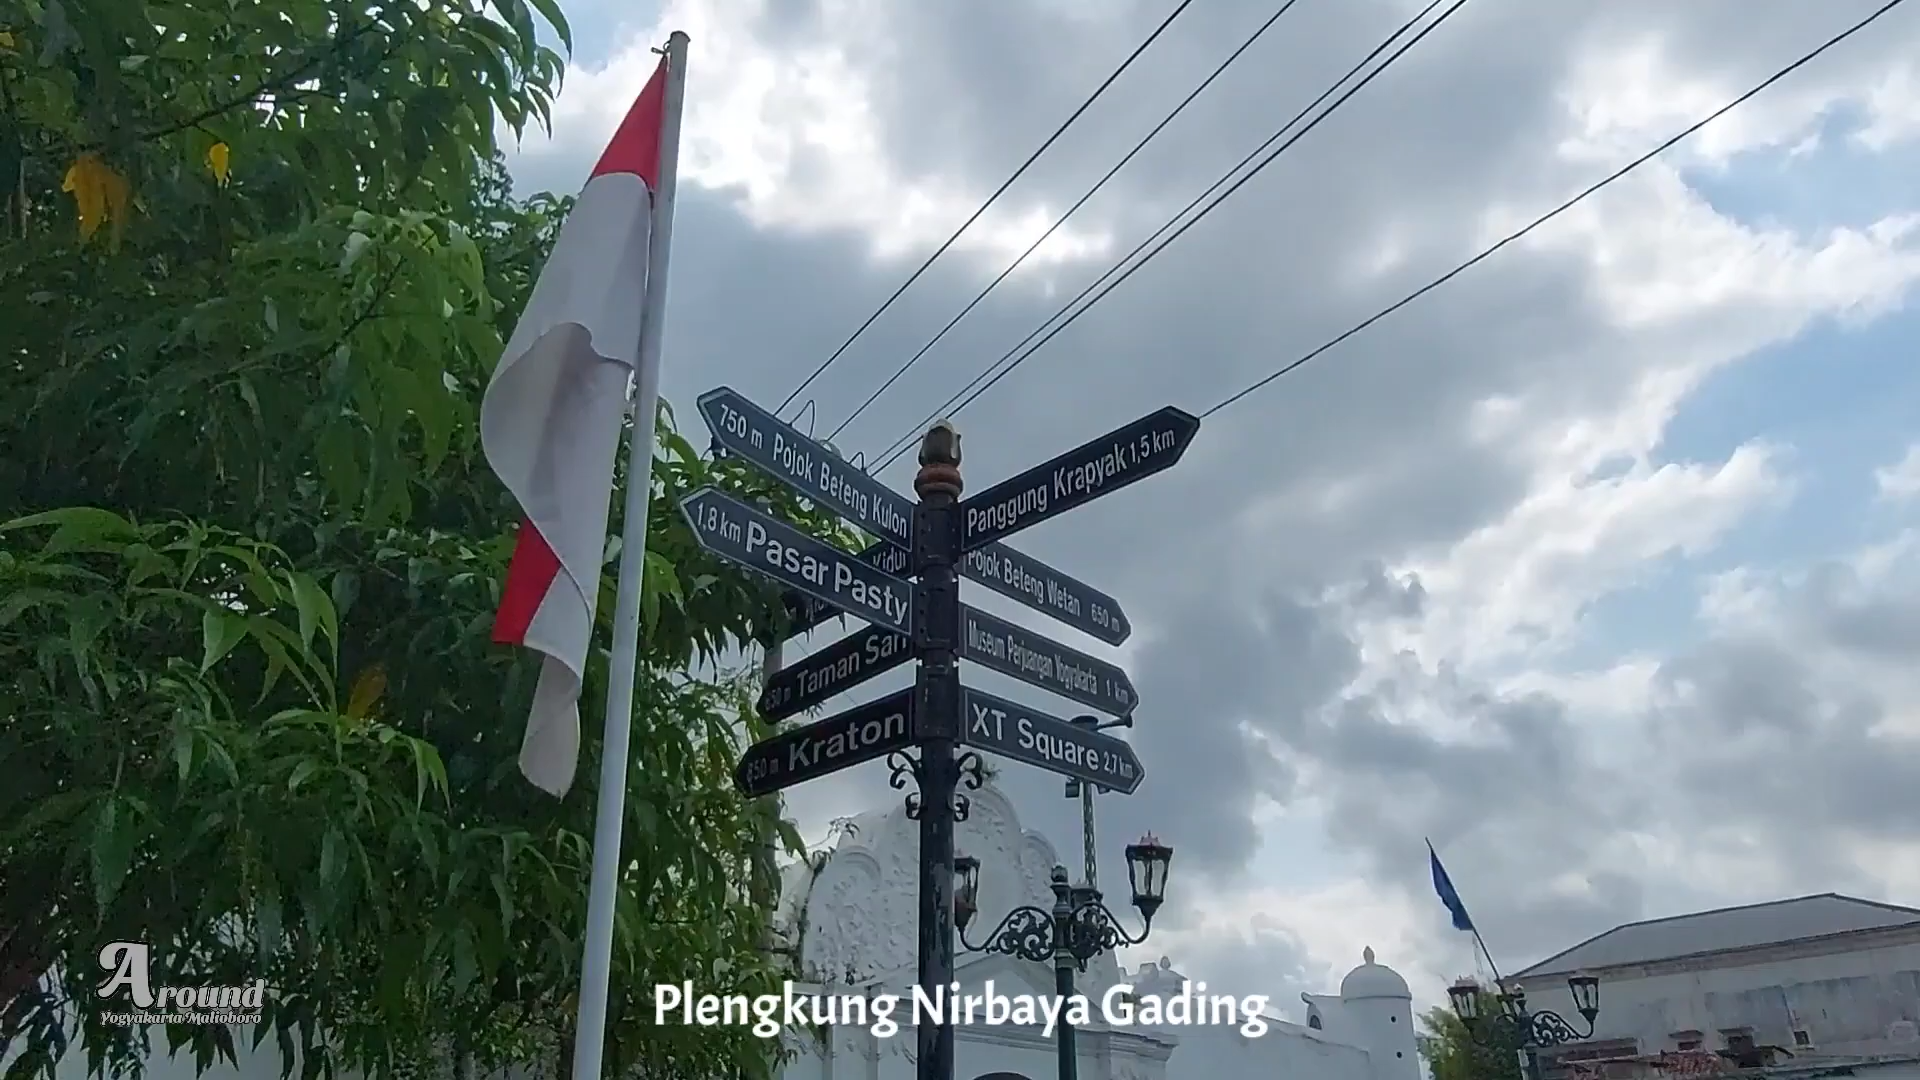 750 m Pojok Beteng Kulon
Panggung Krapyak 1,5 km
1,8 km Pasar Pasty
Kidul
Pojok Beteng Wetan 650 m
Taman Sari
Museum Perjuangan Yogyakarta 1 km
Kraton
XT Square 2,7 km
Around
Yogyakarta Malioboro
Plengkung Nirbaya Gading